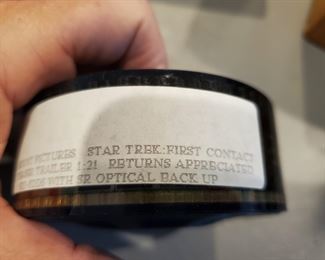 PICTURES STAR TREK: FIRST CONTACT
TRAILER 1:21 RETURNS APPRECIATED
WITH SR OPTICAL BACK UP